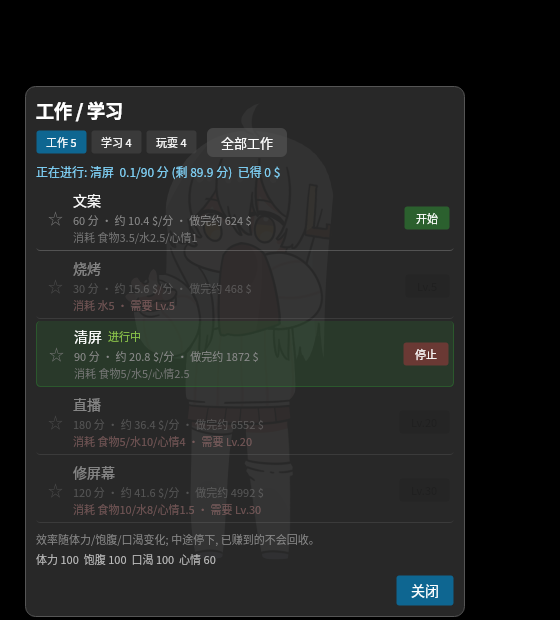 工作 / 学习
工作 5 学习 4 玩耍 4 全部工作
正在进行: 清屏 0.1/90 分 (剩 89.9 分) 已得 0 $
☆ 文案
60 分 · 约 10.4 $/分 · 做完约 624 $
消耗 食物3.5/水2.5/心情1
开始
☆ 烧烤
30 分 · 约 15.6 $/分 · 做完约 468 $
消耗 水5 · 需要 Lv.5
☆ 清屏 进行中
90 分 · 约 20.8 $/分 · 做完约 1872 $
消耗 食物5/水5/心情2.5
停止
☆ 直播
180 分 · 约 36.4 $/分 · 做完约 6552 $
消耗 食物5/水10/心情4 · 需要 Lv.20
☆ 修屏幕
120 分 · 约 41.6 $/分 · 做完约 4992 $
消耗 食物10/水8/心情1.5 · 需要 Lv.30
效率随体力/饱腹/口渴变化; 中途停下, 已赚到的不会回收。
体力 100 饱腹 100 口渴 100 心情 60
关闭